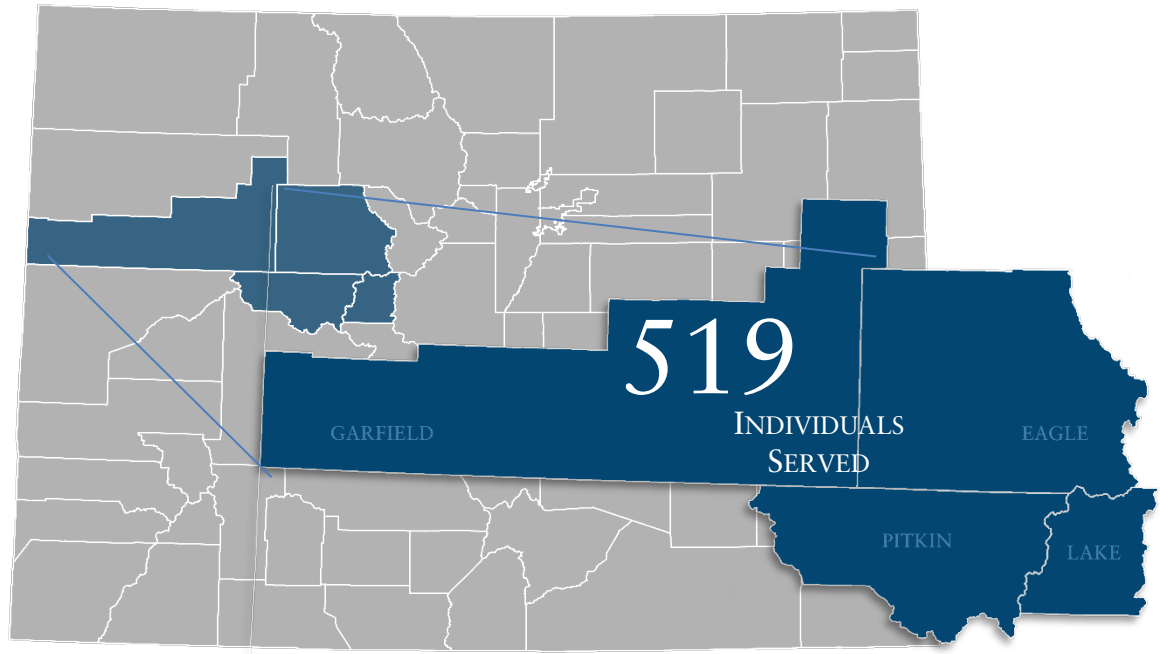 519
INDIVIDUALS
SERVED
GARFIELD
EAGLE
PITKIN
LAKE